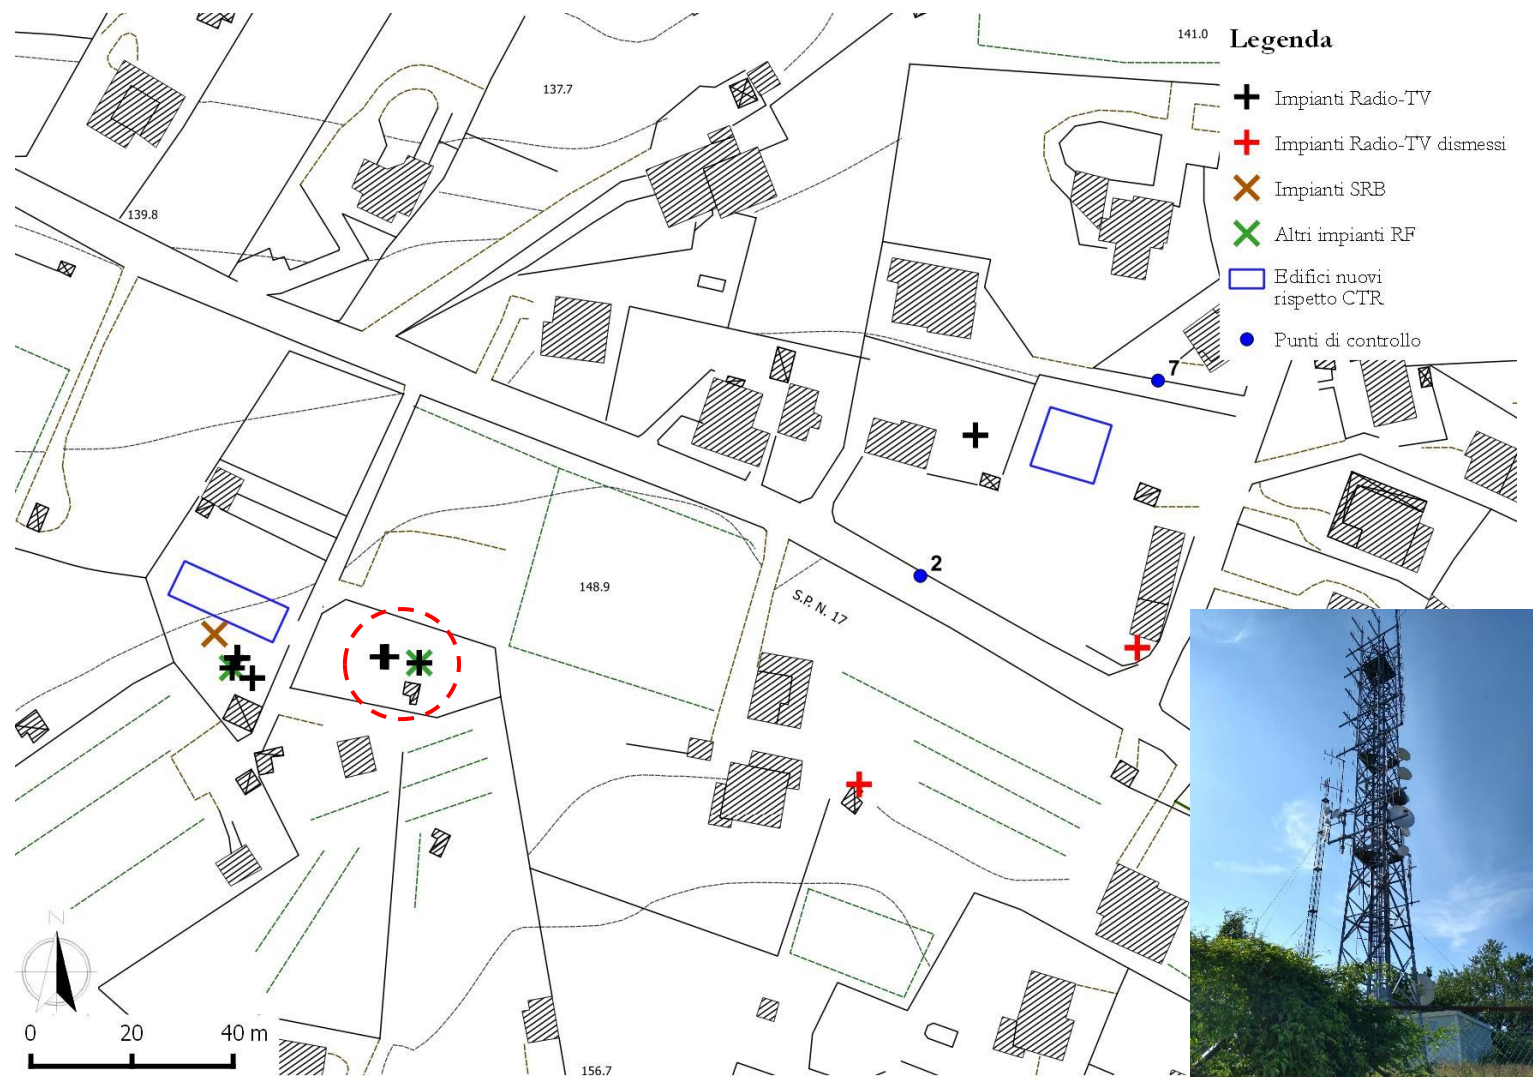 141.0
Legenda
137.7
Impianti Radio-TV
Impianti Radio-TV dismessi
Impianti SRB
139.8
Altri impianti RF
Edifici nuovi
rispetto CTR
Punti di controllo
7
2
148.9
S.P. N. 17
N
0 20 40 m
156.7